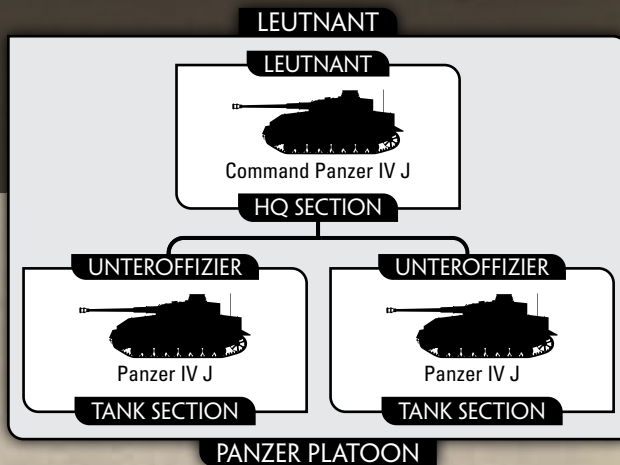 LEUTNANT
LEUTNANT
Command Panzer IV J
HQ SECTION
UNTEROFFIZIER
UNTEROFFIZIER
Panzer IV J
Panzer IV J
TANK SECTION
TANK SECTION
PANZER PLATOON